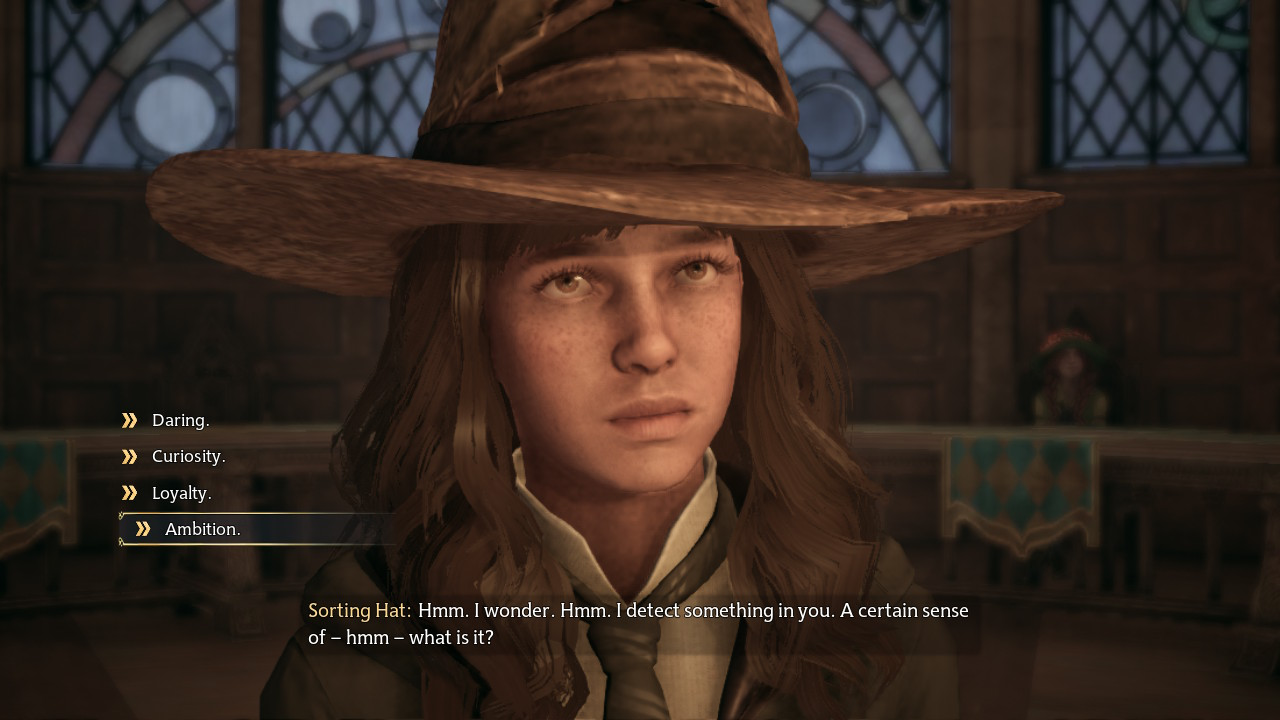 Daring.
Curiosity.
Loyalty.
Ambition.
Sorting Hat: Hmm. I wonder. Hmm. I detect something in you. A certain sense
of – hmm – what is it?